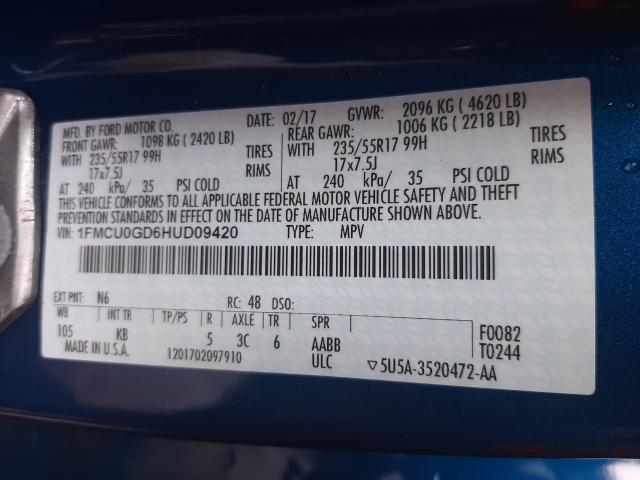 MFD. BY FORD MOTOR CO. DATE: 02/17 GVWR: 2096 KG ( 4620 LB)
FRONT GAWR: 1098 KG ( 2420 LB) REAR GAWR: 1006 KG ( 2218 LB)
WITH 235/55R17 99H TIRES WITH 235/55R17 99H TIRES
17x7.5J RIMS 17x7.5J RIMS
AT 240 kPa/ 35 PSI COLD AT 240 kPa/ 35 PSI COLD
THIS VEHICLE CONFORMS TO ALL APPLICABLE FEDERAL MOTOR VEHICLE SAFETY AND THEFT
PREVENTION STANDARDS IN EFFECT ON THE DATE OF MANUFACTURE SHOWN ABOVE.
VIN: 1FMCU0GD6HUD09420 TYPE: MPV
EXT PNT: N6 RC: 48 DSO:
WB INT TR TP/PS R AXLE TR SPR F0082
105 KB 5 3C 6 AABB T0244
MADE IN U.S.A. 1201702097910 ULC ▽5U5A-3520472-AA